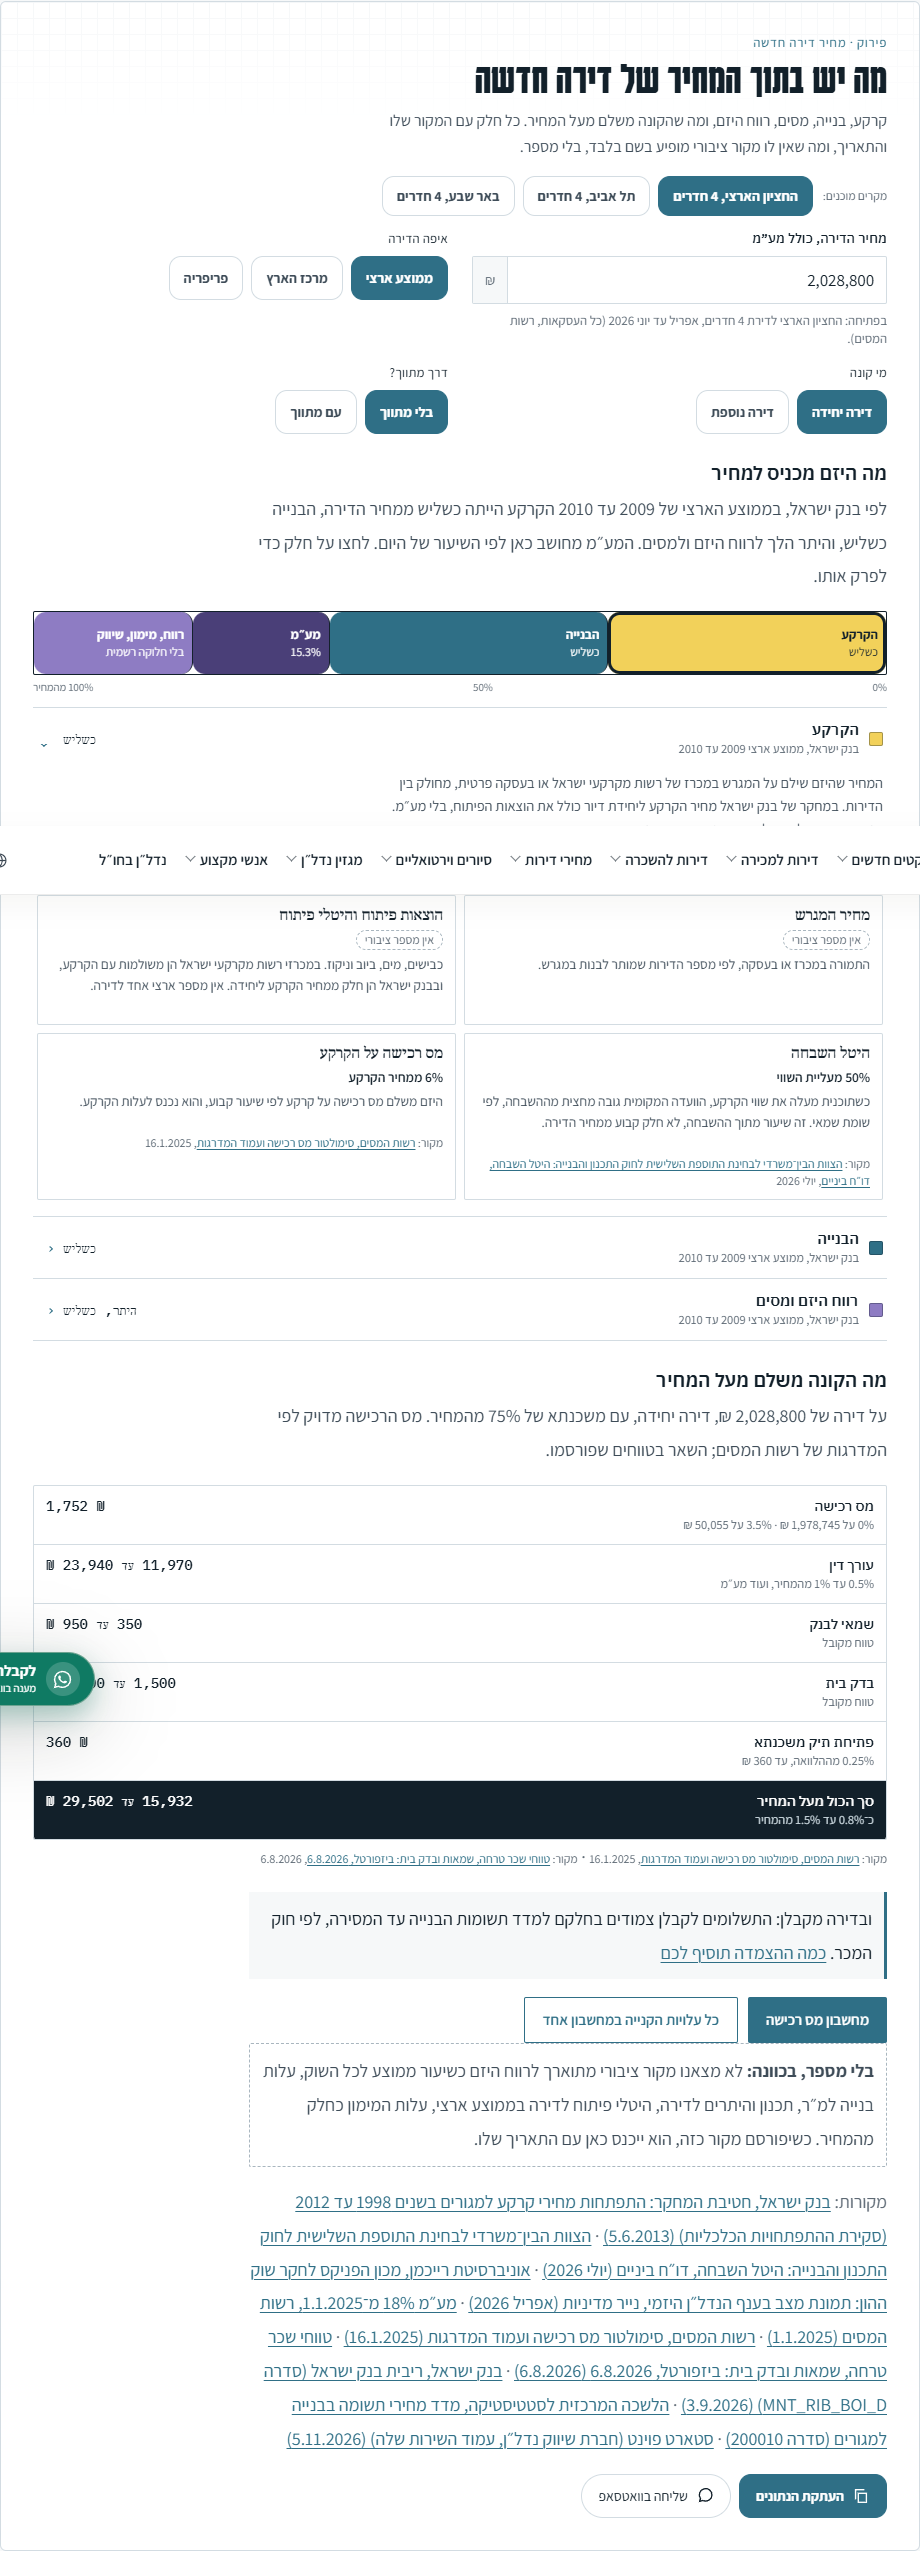 פירוק · מחיר דירה חדשה
מה יש בתוך המחיר של דירה חדשה
קרקע, בנייה, מסים, רווח היזם, ומה שהקונה משלם מעל המחיר. כל חלק עם המקור שלו
והתאריך, ומה שאין לו מקור ציבורי מופיע בשם בלבד, בלי מספר.
מקרים מוכנים:
החציון הארצי, 4 חדרים
תל אביב, 4 חדרים
באר שבע, 4 חדרים
מחיר הדירה, כולל מע״מ
2,028,800
₪
בפתיחה: החציון הארצי לדירת 4 חדרים, אפריל עד יוני 2026 (כל העסקאות, רשות
המסים).
איפה הדירה
ממוצע ארצי
מרכז הארץ
פריפריה
מי קונה
דירה יחידה
דירה נוספת
דרך מתווך?
בלי מתווך
עם מתווך
מה היזם מכניס למחיר
לפי בנק ישראל, בממוצע הארצי של 2009 עד 2010 הקרקע הייתה כשליש ממחיר הדירה, הבנייה
כשליש, והיתר הלך לרווח היזם ולמסים. המע״מ מחושב כאן לפי השיעור של היום. לחצו על חלק כדי
לפרק אותו.
הקרקע
כשליש
הבנייה
כשליש
מע״מ
15.3%
רווח, מימון, שיווק
בלי חלוקה רשמית
0%
50%
100% מהמחיר
הקרקע
בנק ישראל, ממוצע ארצי 2009 עד 2010
כשליש
המחיר שהיזם שילם על המגרש במכרז של רשות מקרקעי ישראל או בעסקה פרטית, מחולק בין
הדירות. במחקר של בנק ישראל מחיר הקרקע ליחידת דיור כולל את הוצאות הפיתוח, בלי מע״מ.
קטים חדשים
דירות למכירה
דירות להשכרה
מחירי דירות
סיורים וירטואליים
מגזין נדל״ן
אנשי מקצוע
נדל״ן בחו״ל
מחיר המגרש
אין מספר ציבורי
התמורה במכרז או בעסקה, לפי מספר הדירות שמותר לבנות במגרש.
הוצאות פיתוח והיטלי פיתוח
אין מספר ציבורי
כבישים, מים, ביוב וניקוז. במכרזי רשות מקרקעי ישראל הן משולמות עם הקרקע,
ובבנק ישראל הן חלק ממחיר הקרקע ליחידה. אין מספר ארצי אחד לדירה.
היטל השבחה
50% מעליית השווי
כשתוכנית מעלה את שווי הקרקע, הוועדה המקומית גובה מחצית מההשבחה, לפי
שומת שמאי. זה שיעור מתוך ההשבחה, לא חלק קבוע ממחיר הדירה.
מקור: הצוות הבין־משרדי לבחינת התוספת השלישית לחוק התכנון והבנייה: היטל השבחה,
דו״ח ביניים, יולי 2026
מס רכישה על הקרקע
6% ממחיר הקרקע
היזם משלם מס רכישה על קרקע לפי שיעור קבוע, והוא נכנס לעלות הקרקע.
מקור: רשות המסים, סימולטור מס רכישה ועמוד המדרגות, 16.1.2025
הבנייה
בנק ישראל, ממוצע ארצי 2009 עד 2010
כשליש
רווח היזם ומסים
בנק ישראל, ממוצע ארצי 2009 עד 2010
היתר, כשליש
מה הקונה משלם מעל המחיר
על דירה של 2,028,800 ₪, דירה יחידה, עם משכנתא של 75% מהמחיר. מס הרכישה מדויק לפי
המדרגות של רשות המסים; השאר בטווחים שפורסמו.
מס רכישה
0% על 1,978,745 ₪ · 3.5% על 50,055 ₪
1,752 ₪
עורך דין
0.5% עד 1% מהמחיר, ועוד מע״מ
11,970 עד 23,940 ₪
שמאי לבנק
טווח מקובל
350 עד 950 ₪
בדק בית
טווח מקובל
1,500 עד
לקבלת
מענה בוו
פתיחת תיק משכנתא
0.25% מההלוואה, עד 360 ₪
360 ₪
סך הכול מעל המחיר
כ־0.8% עד 1.5% מהמחיר
15,932 עד 29,502 ₪
מקור: רשות המסים, סימולטור מס רכישה ועמוד המדרגות, 16.1.2025 · מקור: טווחי שכר טרחה, שמאות ובדק בית: ביזפורטל, 6.8.2026, 6.8.2026
ובדירה מקבלן: התשלומים לקבלן צמודים בחלקם למדד תשומות הבנייה עד המסירה, לפי חוק
המכר. כמה ההצמדה תוסיף לכם
מחשבון מס רכישה
כל עלויות הקנייה במחשבון אחד
בלי מספר, בכוונה: לא מצאנו מקור ציבורי מתוארך לרווח היזם כשיעור ממוצע לכל השוק, עלות
בנייה למ״ר, תכנון והיתרים לדירה, היטלי פיתוח לדירה בממוצע ארצי, עלות המימון כחלק
מהמחיר. כשיפורסם מקור כזה, הוא ייכנס כאן עם התאריך שלו.
מקורות: בנק ישראל, חטיבת המחקר: התפתחות מחירי קרקע למגורים בשנים 1998 עד 2012
(סקירת ההתפתחויות הכלכליות) (5.6.2013) · הצוות הבין־משרדי לבחינת התוספת השלישית לחוק
התכנון והבנייה: היטל השבחה, דו״ח ביניים (יולי 2026) · אוניברסיטת רייכמן, מכון הפניקס לחקר שוק
ההון: תמונת מצב בענף הנדל״ן היזמי, נייר מדיניות (אפריל 2026) · מע״מ 18% מ־1.1.2025, רשות
המסים (1.1.2025) · רשות המסים, סימולטור מס רכישה ועמוד המדרגות (16.1.2025) · טווחי שכר
טרחה, שמאות ובדק בית: ביזפורטל, 6.8.2026 (6.8.2026) · בנק ישראל, ריבית בנק ישראל (סדרה
MNT_RIB_BOI_D) (3.9.2026) · הלשכה המרכזית לסטטיסטיקה, מדד מחירי תשומה בבנייה
למגורים (סדרה 200010) · סטארט פוינט (חברת שיווק נדל״ן, עמוד השירות שלה) (5.11.2026)
העתקת הנתונים
שליחה בוואטסאפ